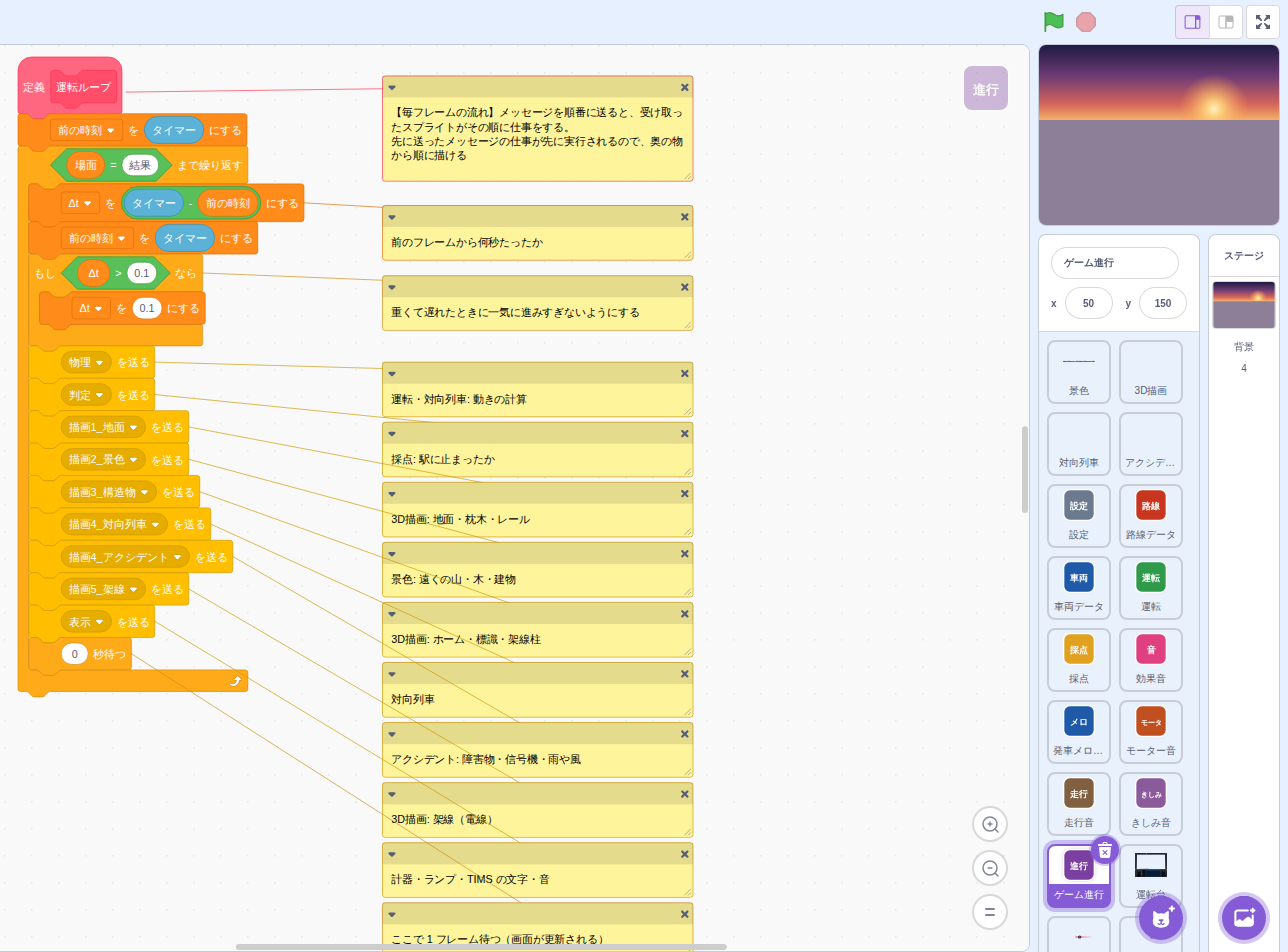 定義 運転ループ
前の時刻 を タイマー にする
場面 = 結果 まで繰り返す
Δt を タイマー - 前の時刻 にする
前の時刻 を タイマー にする
もし Δt > 0.1 なら
Δt を 0.1 にする
物理 を送る
判定 を送る
描画1_地面 を送る
描画2_景色 を送る
描画3_構造物 を送る
描画4_対向列車 を送る
描画4_アクシデント を送る
描画5_架線 を送る
表示 を送る
0 秒待つ
【毎フレームの流れ】メッセージを順番に送ると、受け取っ
たスプライトがその順に仕事をする。
先に送ったメッセージの仕事が先に実行されるので、奥の物
から順に描ける
前のフレームから何秒たったか
重くて遅れたときに一気に進みすぎないようにする
運転・対向列車: 動きの計算
採点: 駅に止まったか
3D描画: 地面・枕木・レール
景色: 遠くの山・木・建物
3D描画: ホーム・標識・架線柱
対向列車
アクシデント: 障害物・信号機・雨や風
3D描画: 架線（電線）
計器・ランプ・TIMS の文字・音
ここで 1 フレーム待つ（画面が更新される）
進行
ゲーム進行
x 50 y 150
景色
3D描画
対向列車
アクシデ…
設定
設定
路線
路線データ
車両
車両データ
運転
運転
採点
採点
音
効果音
メロ
発車メロ…
モータ
モーター音
走行
走行音
きしみ
きしみ音
進行
ゲーム進行
運転台
ステージ
背景
4